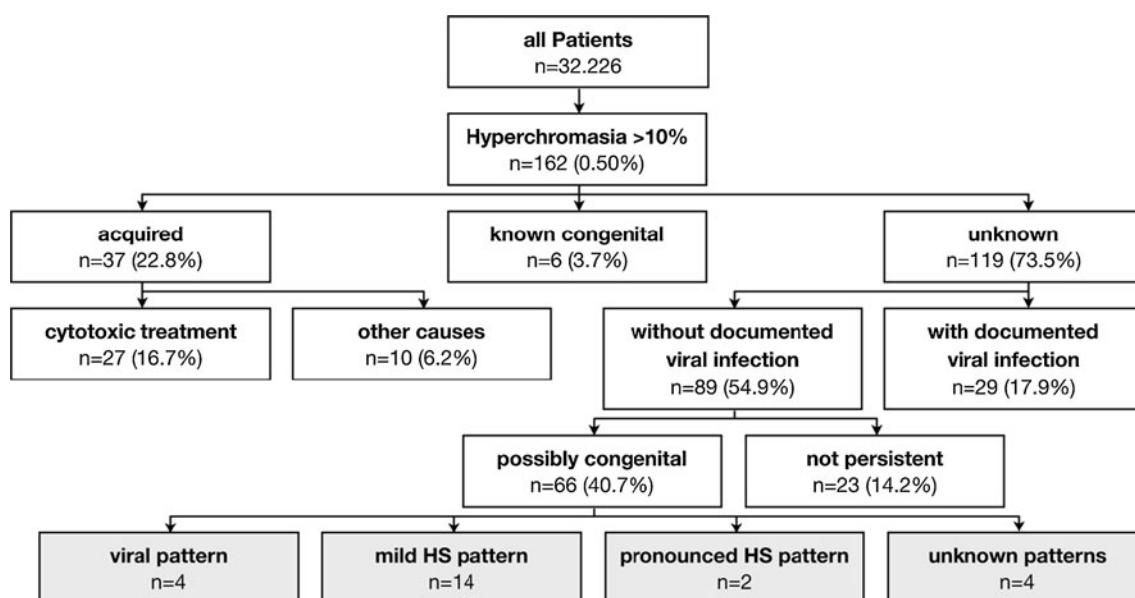 all Patients
n=32.226
Hyperchromasia >10%
n=162 (0.50%)
acquired
n=37 (22.8%)
known congenital
n=6 (3.7%)
unknown
n=119 (73.5%)
cytotoxic treatment
n=27 (16.7%)
other causes
n=10 (6.2%)
without documented
viral infection
n=89 (54.9%)
with documented
viral infection
n=29 (17.9%)
possibly congenital
n=66 (40.7%)
not persistent
n=23 (14.2%)
viral pattern
n=4
mild HS pattern
n=14
pronounced HS pattern
n=2
unknown patterns
n=4